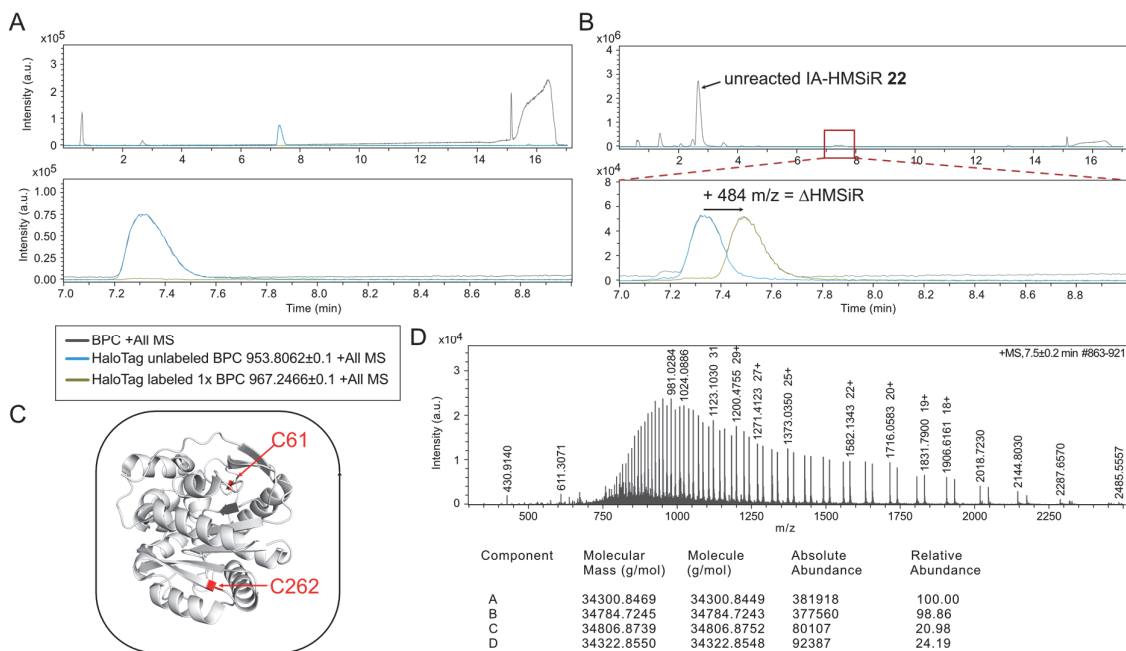 A
x10⁵
Intensity (a.u.)
4
3
2
1
0
2 4 6 8 10 12 14 16
x10⁵
Intensity (a.u.)
1.00
0.75
0.50
0.25
0.00
7.0 7.2 7.4 7.6 7.8 8.0 8.2 8.4 8.6 8.8
Time (min)
B
x10⁶
Intensity (a.u.)
4
3
2
1
0
unreacted IA-HMSiR 22
2 4 6 8 10 12 14 16
x10⁴
Intensity (a.u.)
8
6
4
2
0
+ 484 m/z = ΔHMSiR
7.0 7.2 7.4 7.6 7.8 8.0 8.2 8.4 8.6 8.8
Time (min)
BPC +All MS
HaloTag unlabeled BPC 953.8062±0.1 +All MS
HaloTag labeled 1x BPC 967.2466±0.1 +All MS
C
C61
C262
D
x10⁴
Intensity (a.u.)
3
2
1
0
+MS,7.5±0.2 min #863-921
430.9140
611.3071
981.0284
1024.0886
1123.1030 31
1200.4755 29+
1271.4123 27+
1373.0350 25+
1582.1343 22+
1716.0583 20+
1831.7900 19+
1906.6161 18+
2018.7230
2144.8030
2287.6570
2485.5557
500 750 1000 1250 1500 1750 2000 2250
m/z
Component Molecular Mass (g/mol) Molecule (g/mol) Absolute Abundance Relative Abundance
A 34300.8469 34300.8449 381918 100.00
B 34784.7245 34784.7243 377560 98.86
C 34806.8739 34806.8752 80107 20.98
D 34322.8550 34322.8548 92387 24.19